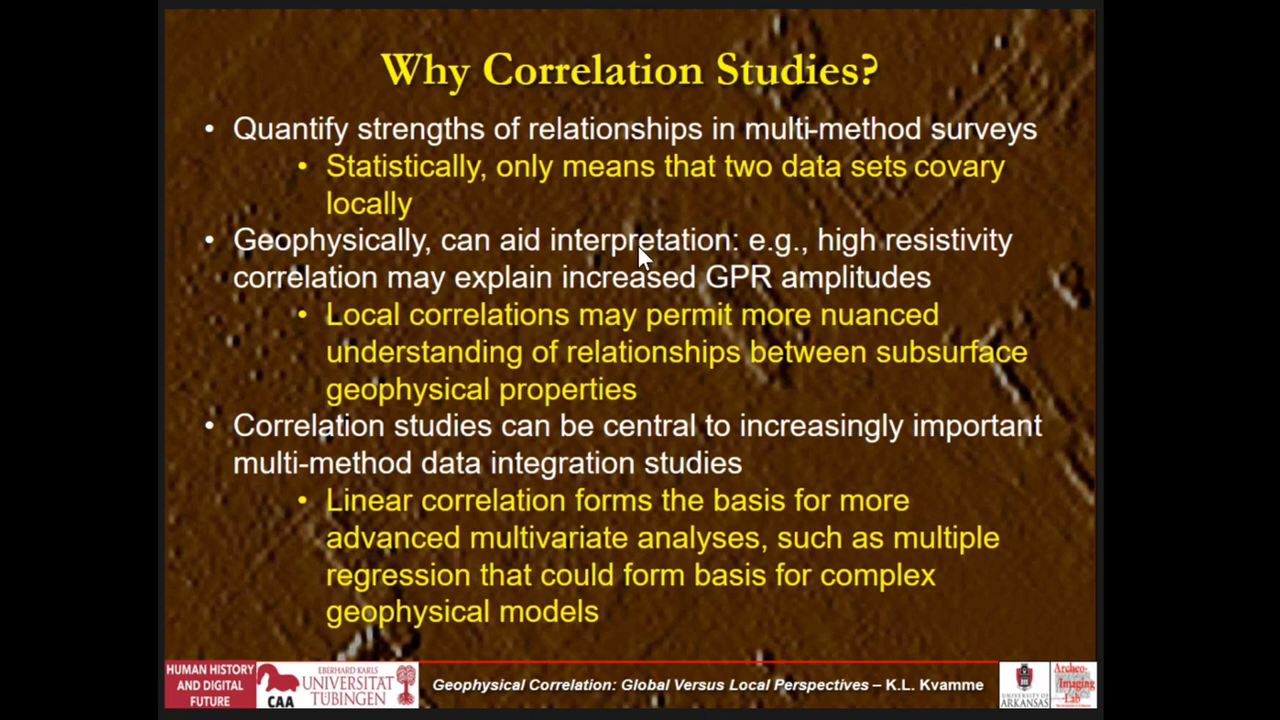 Why Correlation Studies?
• Quantify strengths of relationships in multi-method surveys
• Statistically, only means that two data sets covary
locally
• Geophysically, can aid interpretation: e.g., high resistivity
correlation may explain increased GPR amplitudes
• Local correlations may permit more nuanced
understanding of relationships between subsurface
geophysical properties
• Correlation studies can be central to increasingly important
multi-method data integration studies
• Linear correlation forms the basis for more
advanced multivariate analyses, such as multiple
regression that could form basis for complex
geophysical models
HUMAN HISTORY
AND DIGITAL
FUTURE
CAA
EBERHARD KARLS
UNIVERSITÄT
TÜBINGEN
Geophysical Correlation: Global Versus Local Perspectives – K.L. Kvamme
UNIVERSITY OF
ARKANSAS
Archeo-
Imaging
Lab